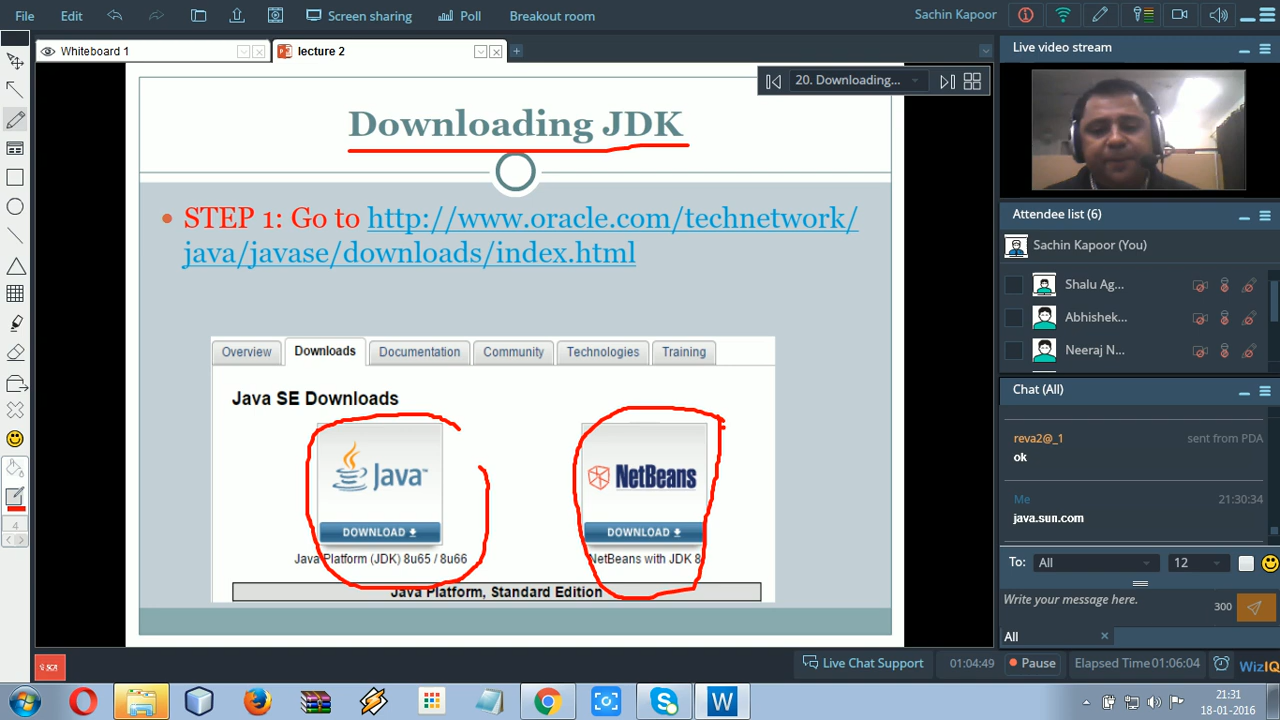 File Edit Screen sharing Poll Breakout room Sachin Kapoor
Whiteboard 1 lecture 2
20. Downloading...
Downloading JDK
STEP 1: Go to http://www.oracle.com/technetwork/
java/javase/downloads/index.html
Overview Downloads Documentation Community Technologies Training
Java SE Downloads
Java™ NetBeans
DOWNLOAD DOWNLOAD
Java Platform (JDK) 8u65 / 8u66 NetBeans with JDK 8
Java Platform, Standard Edition
4
Live video stream
Attendee list (6)
Sachin Kapoor (You)
Shalu Ag...
Abhishek...
Neeraj N...
Chat (All)
reva2@_1 sent from PDA
ok
Me 21:30:34
java.sun.com
To: All 12
Write your message here. 300
All
Live Chat Support 01:04:49 Pause Elapsed Time 01:06:04 WizIQ
W
21:31
18-01-2016